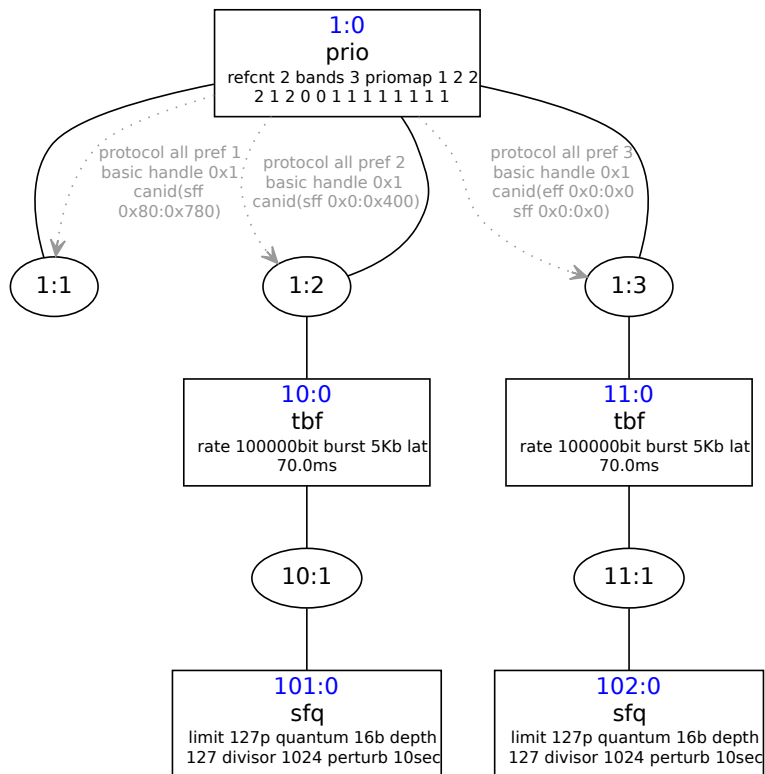 1:0
prio
refcnt 2 bands 3 priomap 1 2 2
2 1 2 0 0 1 1 1 1 1 1 1 1
protocol all pref 1
basic handle 0x1
canid(sff
0x80:0x780)
protocol all pref 2
basic handle 0x1
canid(sff 0x0:0x400)
protocol all pref 3
basic handle 0x1
canid(eff 0x0:0x0
sff 0x0:0x0)
1:1
1:2
1:3
10:0
tbf
rate 100000bit burst 5Kb lat
70.0ms
11:0
tbf
rate 100000bit burst 5Kb lat
70.0ms
10:1
11:1
101:0
sfq
limit 127p quantum 16b depth
127 divisor 1024 perturb 10sec
102:0
sfq
limit 127p quantum 16b depth
127 divisor 1024 perturb 10sec